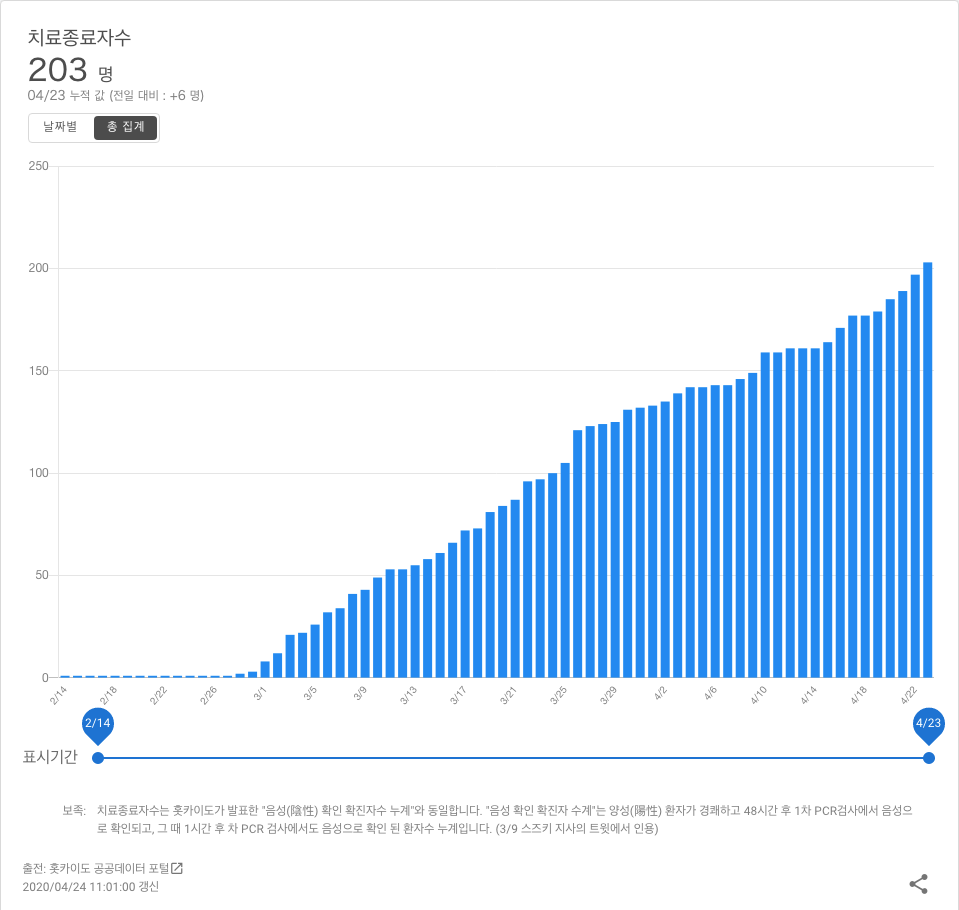 치료종료자수
203 명
04/23 누적 값 (전일 대비 : +6 명)
날짜별 총 집계
250
200
150
100
50
0
2/14 2/18 2/22 2/26 3/1 3/5 3/9 3/13 3/17 3/21 3/25 3/29 4/2 4/6 4/10 4/14 4/18 4/22
2/14 4/23
표시기간
보족: 치료종료자수는 홋카이도가 발표한 "음성(陰性) 확인 확진자수 누계"와 동일합니다. "음성 확인 확진자 수계"는 양성(陽性) 환자가 경쾌하고 48시간 후 1차 PCR검사에서 음성으
로 확인되고, 그 때 1시간 후 차 PCR 검사에서도 음성으로 확인 된 환자수 누계입니다. (3/9 스즈키 지사의 트윗에서 인용)
출전: 홋카이도 공공데이터 포털
2020/04/24 11:01:00 갱신